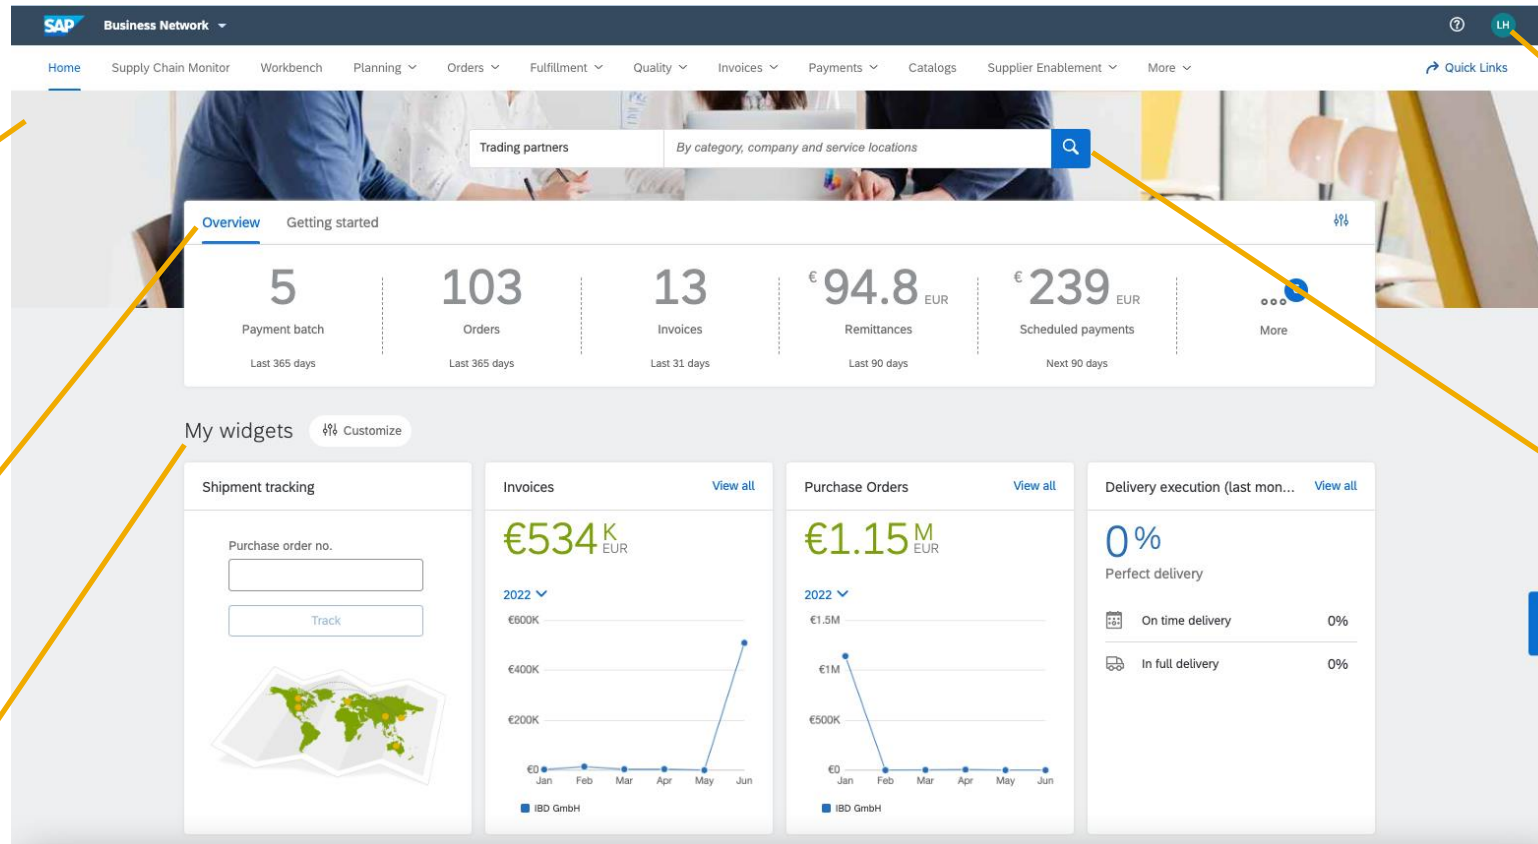 SAP Business Network
LH
Home Supply Chain Monitor Workbench Planning Orders Fulfillment Quality Invoices Payments Catalogs Supplier Enablement More Quick Links
Trading partners By category, company and service locations
Overview Getting started
5 103 13 € 94.8 EUR € 239 EUR
Payment batch Orders Invoices Remittances Scheduled payments More
Last 365 days Last 365 days Last 31 days Last 90 days Next 90 days
My widgets Customize
Shipment tracking
Purchase order no.
Track
Invoices View all
€534 K EUR
2022
€600K
€400K
€200K
€0
Jan Feb Mar Apr May Jun
IBD GmbH
Purchase Orders View all
€1.15 M EUR
2022
€1.5M
€1M
€500K
€0
Jan Feb Mar Apr May Jun
IBD GmbH
Delivery execution (last mon... View all
0 %
Perfect delivery
On time delivery 0%
In full delivery 0%